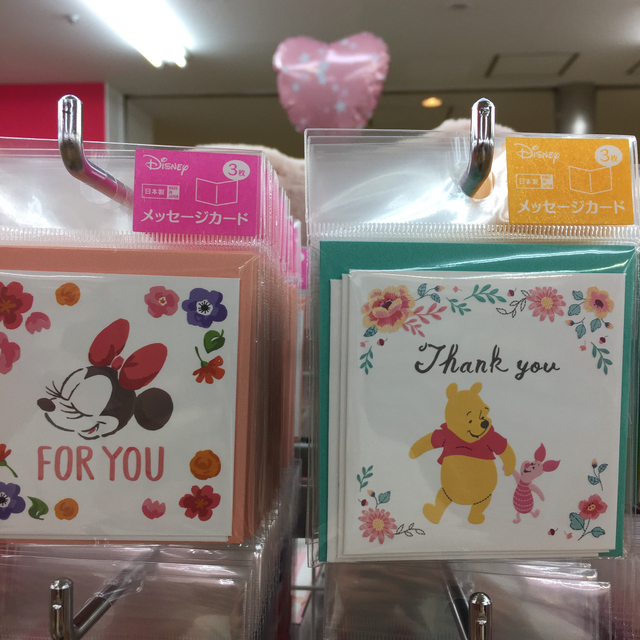 Disney
3枚
日本製
メッセージカード
FOR YOU
Disney
3枚
日本製
メッセージカード
Thank you